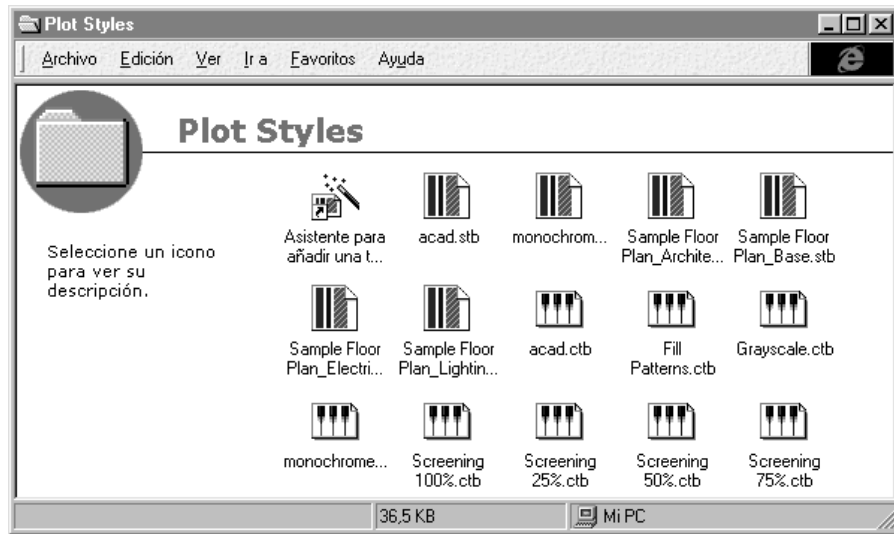 Plot Styles
Archivo Edición Ver Ir a Favoritos Ayuda
Plot Styles
Seleccione un icono
para ver su
descripción.
Asistente para
añadir una t...
acad.stb
monochrom...
Sample Floor
Plan_Archite...
Sample Floor
Plan_Base.stb
Sample Floor
Plan_Electri...
Sample Floor
Plan_Lightin...
acad.ctb
Fill
Patterns.ctb
Grayscale.ctb
monochrome...
Screening
100%.ctb
Screening
25%.ctb
Screening
50%.ctb
Screening
75%.ctb
36,5 KB
Mi PC